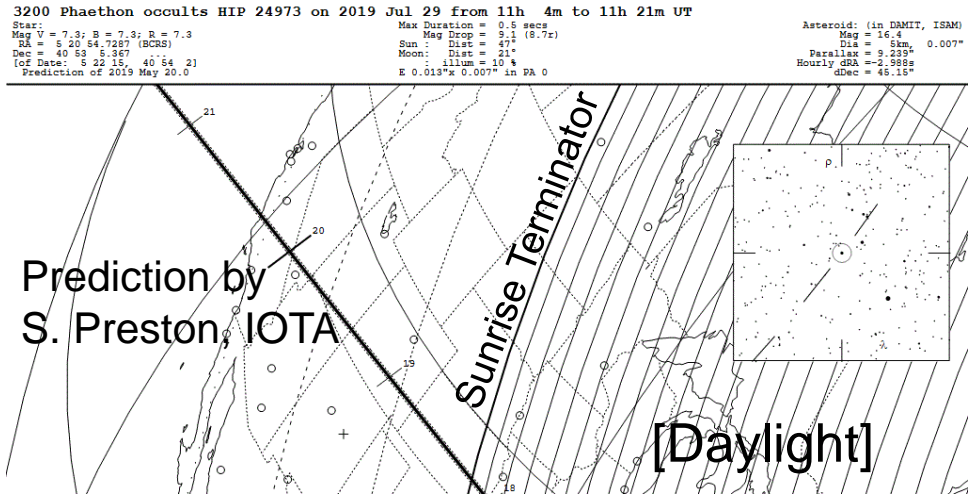 3200 Phaethon occults HIP 24973 on 2019 Jul 29 from 11h  4m to 11h 21m UT
Star:
Mag V = 7.3; B = 7.3; R = 7.3
RA =  5 20 54.7287 (BCRS)
Dec =  40 53  5.367   ...
[of Date:  5 22 15,  40 54  2]
Prediction of 2019 May 20.0
Max Duration =  0.5 secs
Mag Drop =  9.1 (8.7r)
Sun :   Dist =  47°
Moon:   Dist =  21°
:  illum = 10 %
E 0.013"x 0.007" in PA 0
Asteroid: (in DAMIT, ISAM)
Mag = 16.4
Dia =   5km,  0.007"
Parallax = 9.239"
Hourly dRA =-2.988s
dDec = 45.15"
21
20
19
18
Prediction by
S. Preston, IOTA
Sunrise Terminator
[Daylight]
ρ